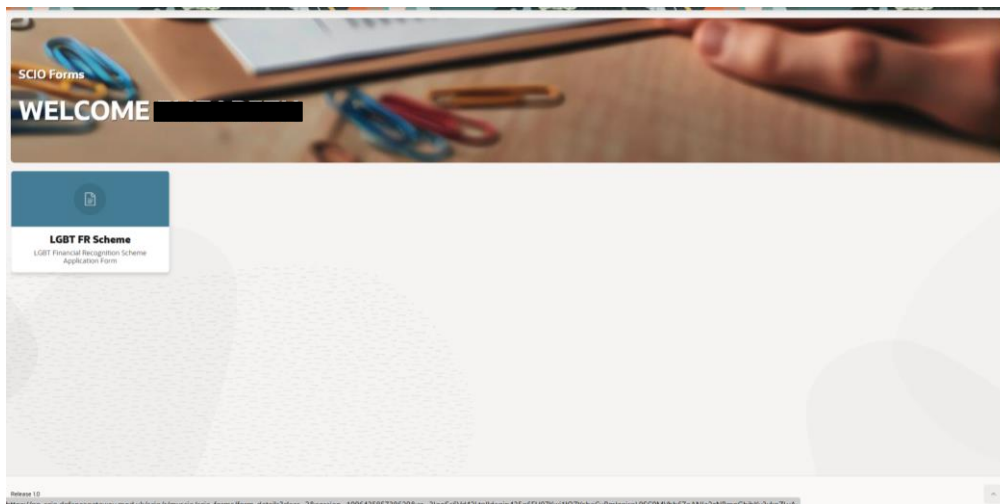 SCIO Forms
WELCOME
LGBT FR Scheme
LGBT Financial Recognition Scheme
Application Form
Release 1.0